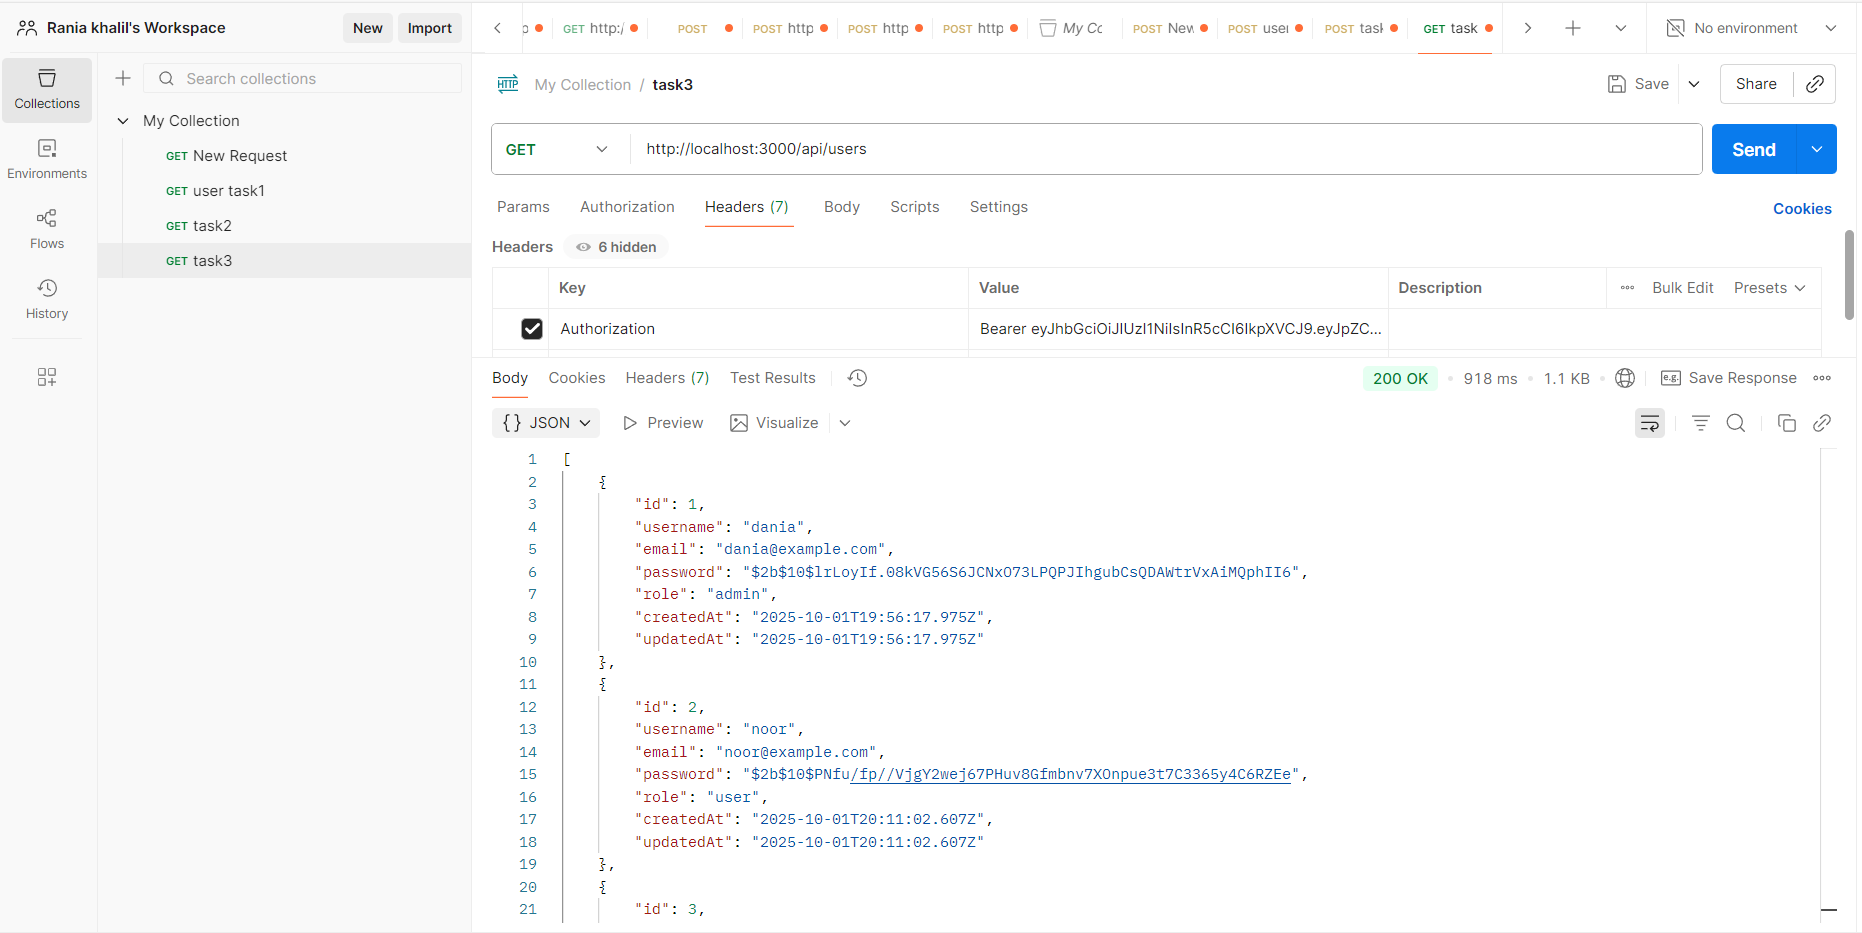 Rania khalil's Workspace
New
Import
GET http:/
POST
POST http
POST http
POST http
My Cc
POST New
POST user
POST task
GET task
No environment
Collections
Environments
Flows
History
Search collections
My Collection
GET New Request
GET user task1
GET task2
GET task3
HTTP My Collection / task3
Save
Share
GET
http://localhost:3000/api/users
Send
Params Authorization Headers (7) Body Scripts Settings
Cookies
Headers 6 hidden
Key Value Description Bulk Edit Presets
Authorization Bearer eyJhbGciOiJIUzI1NiIsInR5cCI6IkpXVCJ9.eyJpZC...
Body Cookies Headers (7) Test Results
200 OK 918 ms 1.1 KB e.g. Save Response
{} JSON Preview Visualize
1 [
2 {
3 "id": 1,
4 "username": "dania",
5 "email": "dania@example.com",
6 "password": "$2b$10$lrLoyIf.08kVG56S6JCNxO73LPQPJIhgubCsQDAWtrVxAiMQphII6",
7 "role": "admin",
8 "createdAt": "2025-10-01T19:56:17.975Z",
9 "updatedAt": "2025-10-01T19:56:17.975Z"
10 },
11 {
12 "id": 2,
13 "username": "noor",
14 "email": "noor@example.com",
15 "password": "$2b$10$PNfu/fp//VjgY2wej67PHuv8Gfmbnv7XOnpue3t7C3365y4C6RZEe",
16 "role": "user",
17 "createdAt": "2025-10-01T20:11:02.607Z",
18 "updatedAt": "2025-10-01T20:11:02.607Z"
19 },
20 {
21 "id": 3,